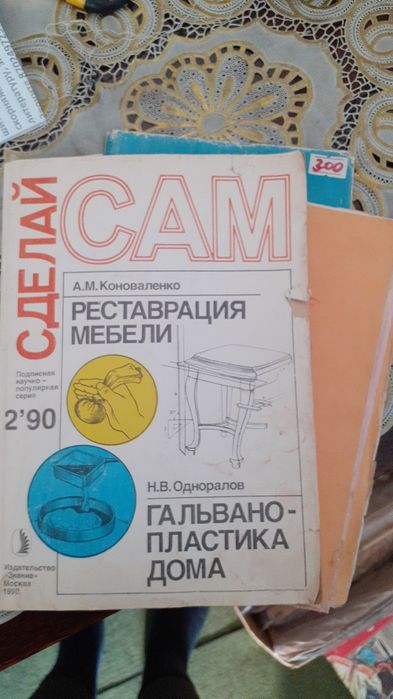 300
СДЕЛАЙ
САМ
А.М. Коноваленко
РЕСТАВРАЦИЯ
МЕБЕЛИ
Подписная
научно-
популярная
серия
2'90
Н.В. Одноралов
ГАЛЬВАНО-
ПЛАСТИКА
ДОМА
Издательство
«Знание»
Москва
1990